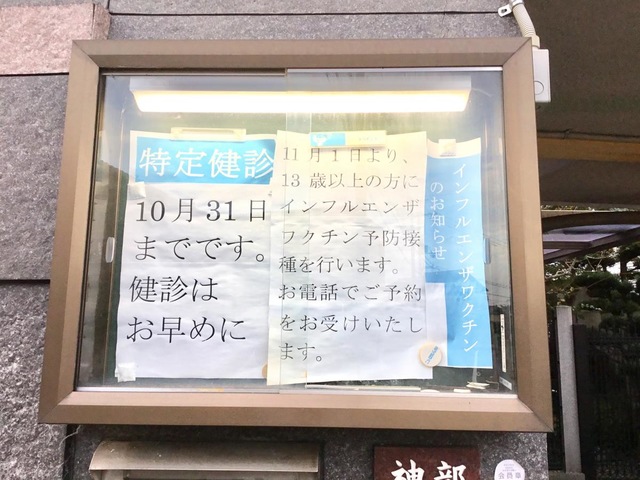 特定健診
10月31日
までです。
健診は
お早めに
11月1日より、
13歳以上の方に
インフルエンザ
ワクチン予防接
種を行います。
お電話でご予約
をお受けいたし
ます。
インフルエンザワクチン
のお知らせ
神部